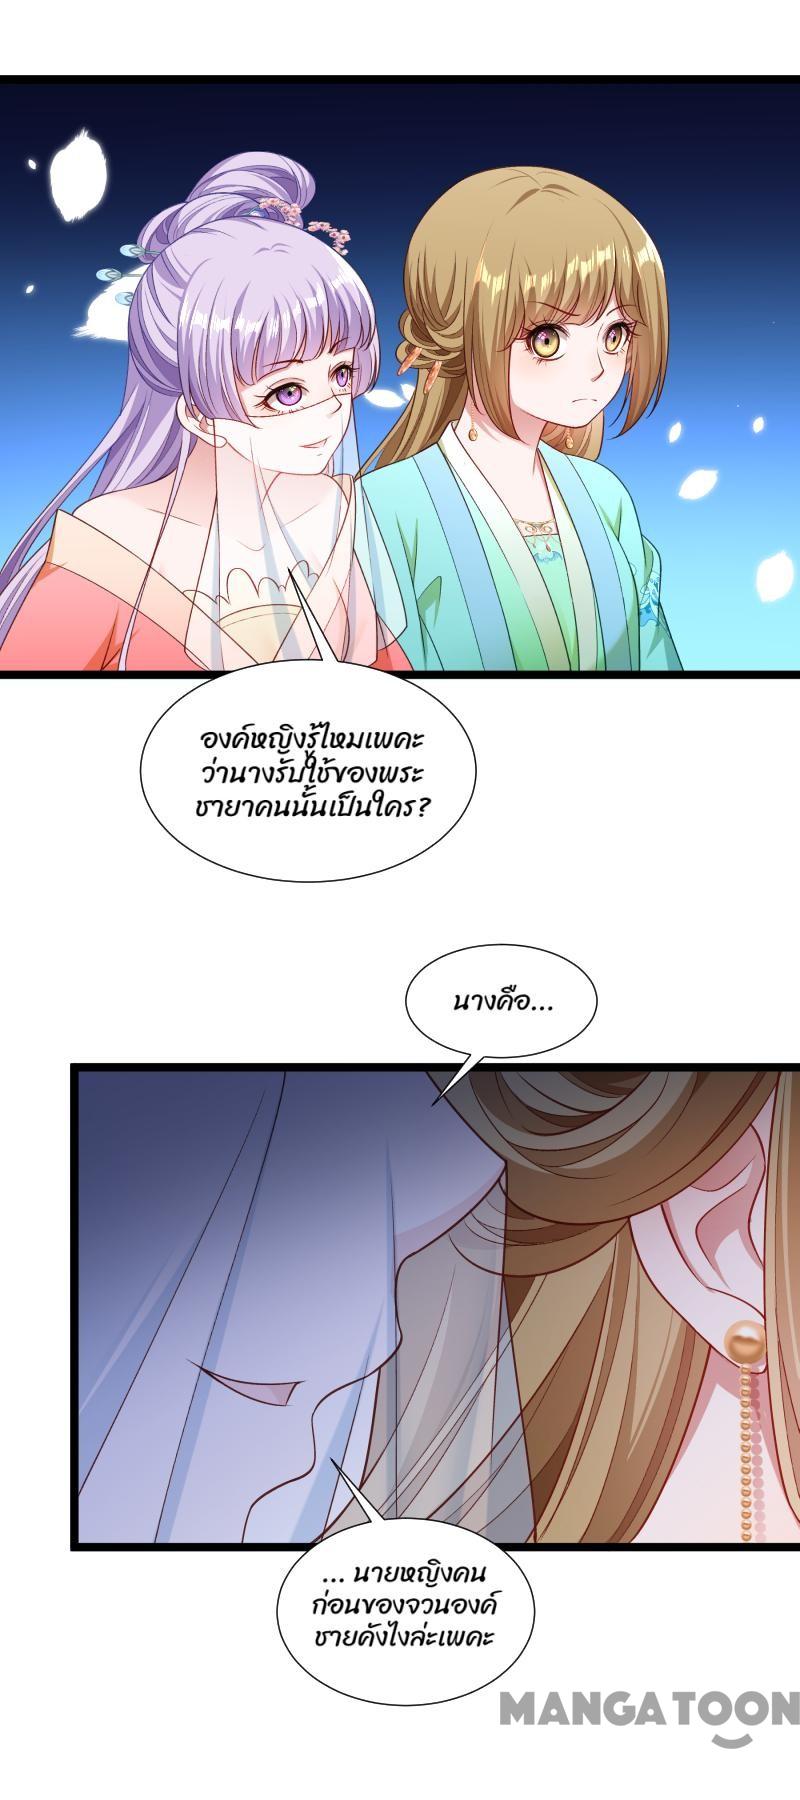 องค์หญิงรู้ไหมเพคะ
ว่านางรับใช้ของพระ
ชายาคนนั้นเป็นใคร?
นางคือ...
... นายหญิงคน
ก่อนของจวนองค์
ชายคังไงล่ะเพคะ
MANGATOON